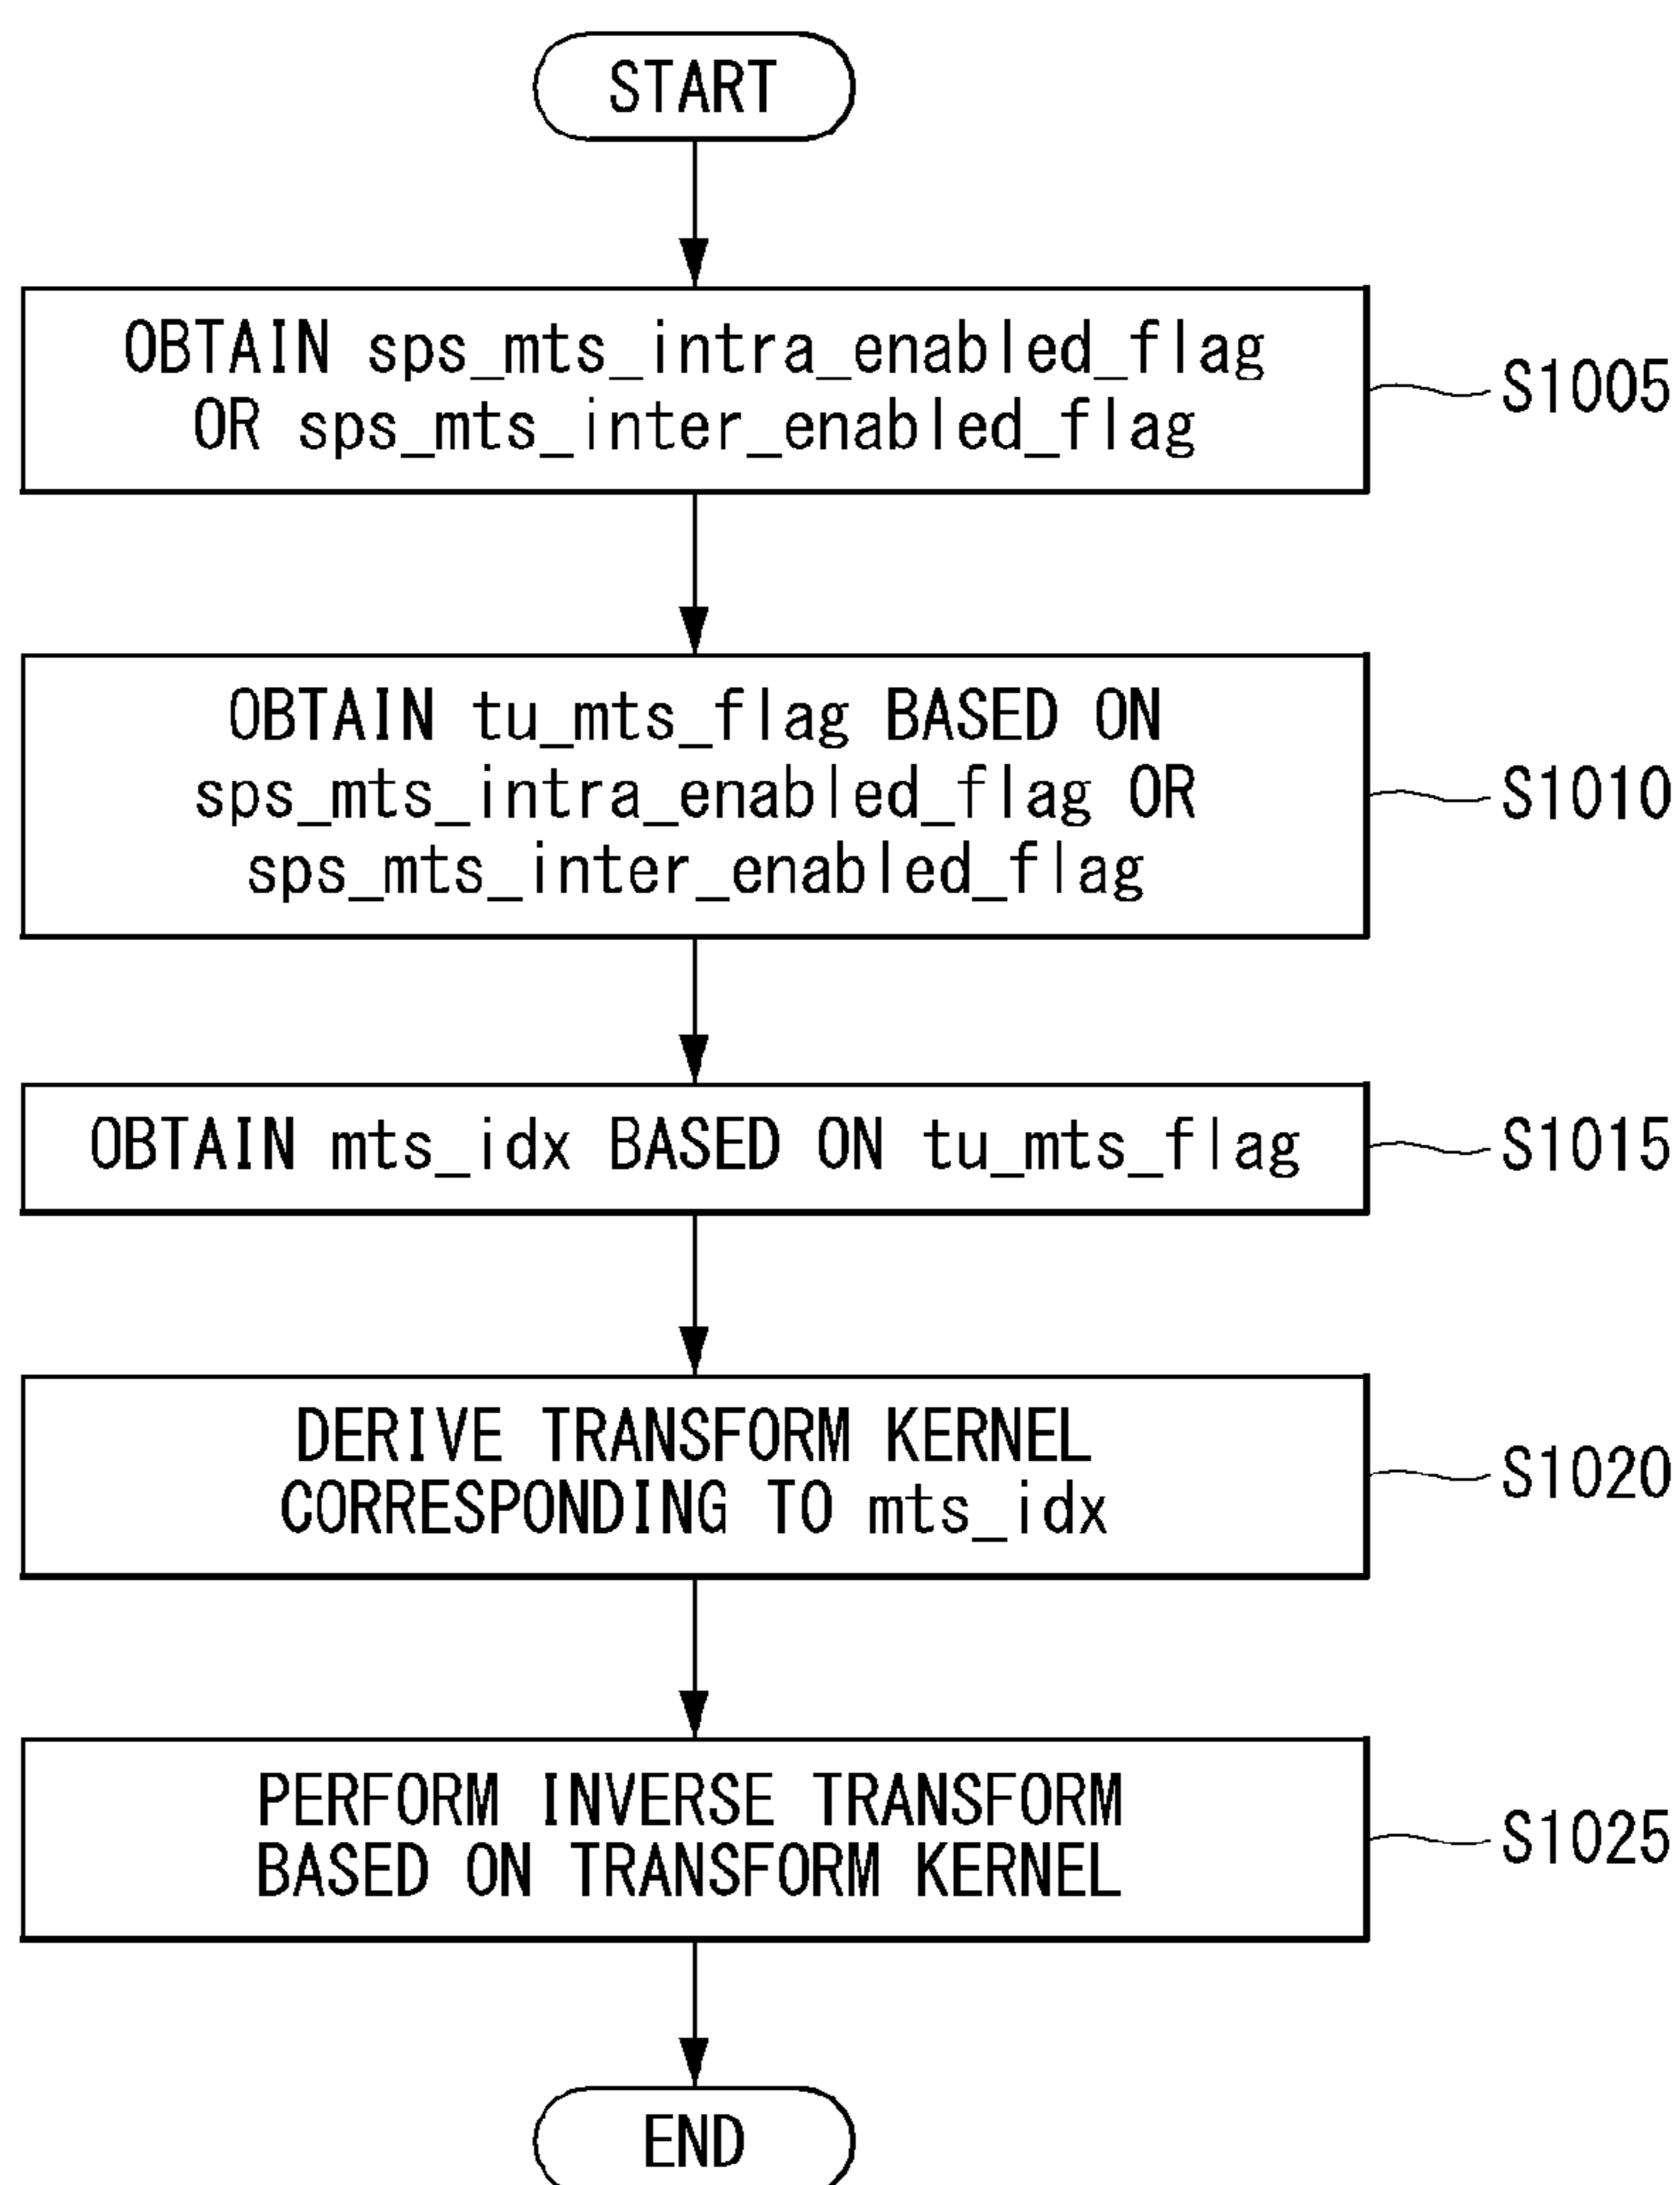 START
OBTAIN sps_mts_intra_enabled_flag
OR sps_mts_inter_enabled_flag
S1005
OBTAIN tu_mts_flag BASED ON
sps_mts_intra_enabled_flag OR
sps_mts_inter_enabled_flag
S1010
OBTAIN mts_idx BASED ON tu_mts_flag
S1015
DERIVE TRANSFORM KERNEL
CORRESPONDING TO mts_idx
S1020
PERFORM INVERSE TRANSFORM
BASED ON TRANSFORM KERNEL
S1025
END